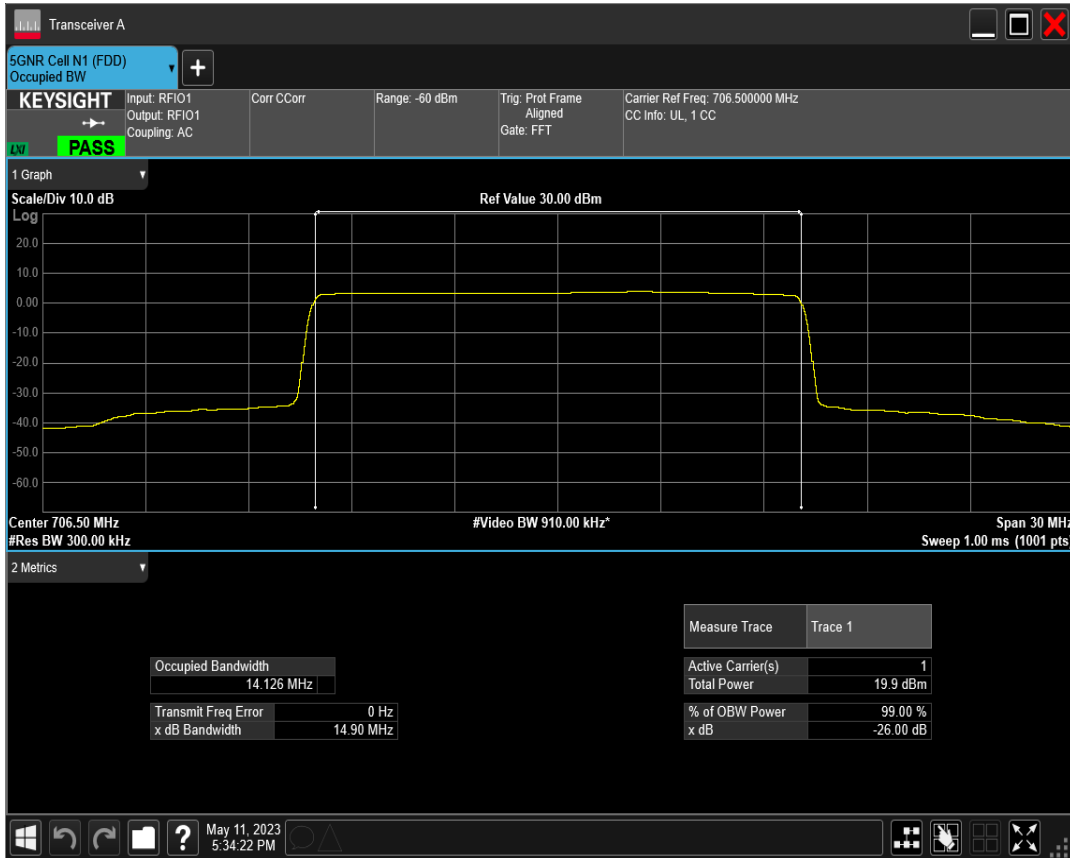 Transceiver A
5GNR Cell N1 (FDD)
Occupied BW
+
KEYSIGHT
LXI
PASS
Input: RFIO1
Output: RFIO1
Coupling: AC
Corr CCorr
Range: -60 dBm
Trig: Prot Frame
Aligned
Gate: FFT
Carrier Ref Freq: 706.500000 MHz
CC Info: UL, 1 CC
1 Graph
Scale/Div 10.0 dB
Ref Value 30.00 dBm
Log
20.0
10.0
0.00
-10.0
-20.0
-30.0
-40.0
-50.0
-60.0
Center 706.50 MHz
#Video BW 910.00 kHz*
Span 30 MHz
#Res BW 300.00 kHz
Sweep 1.00 ms (1001 pts)
2 Metrics
Measure Trace Trace 1
Occupied Bandwidth
14.126 MHz
Transmit Freq Error 0 Hz
x dB Bandwidth 14.90 MHz
Active Carrier(s) 1
Total Power 19.9 dBm
% of OBW Power 99.00 %
x dB -26.00 dB
?
May 11, 2023
5:34:22 PM